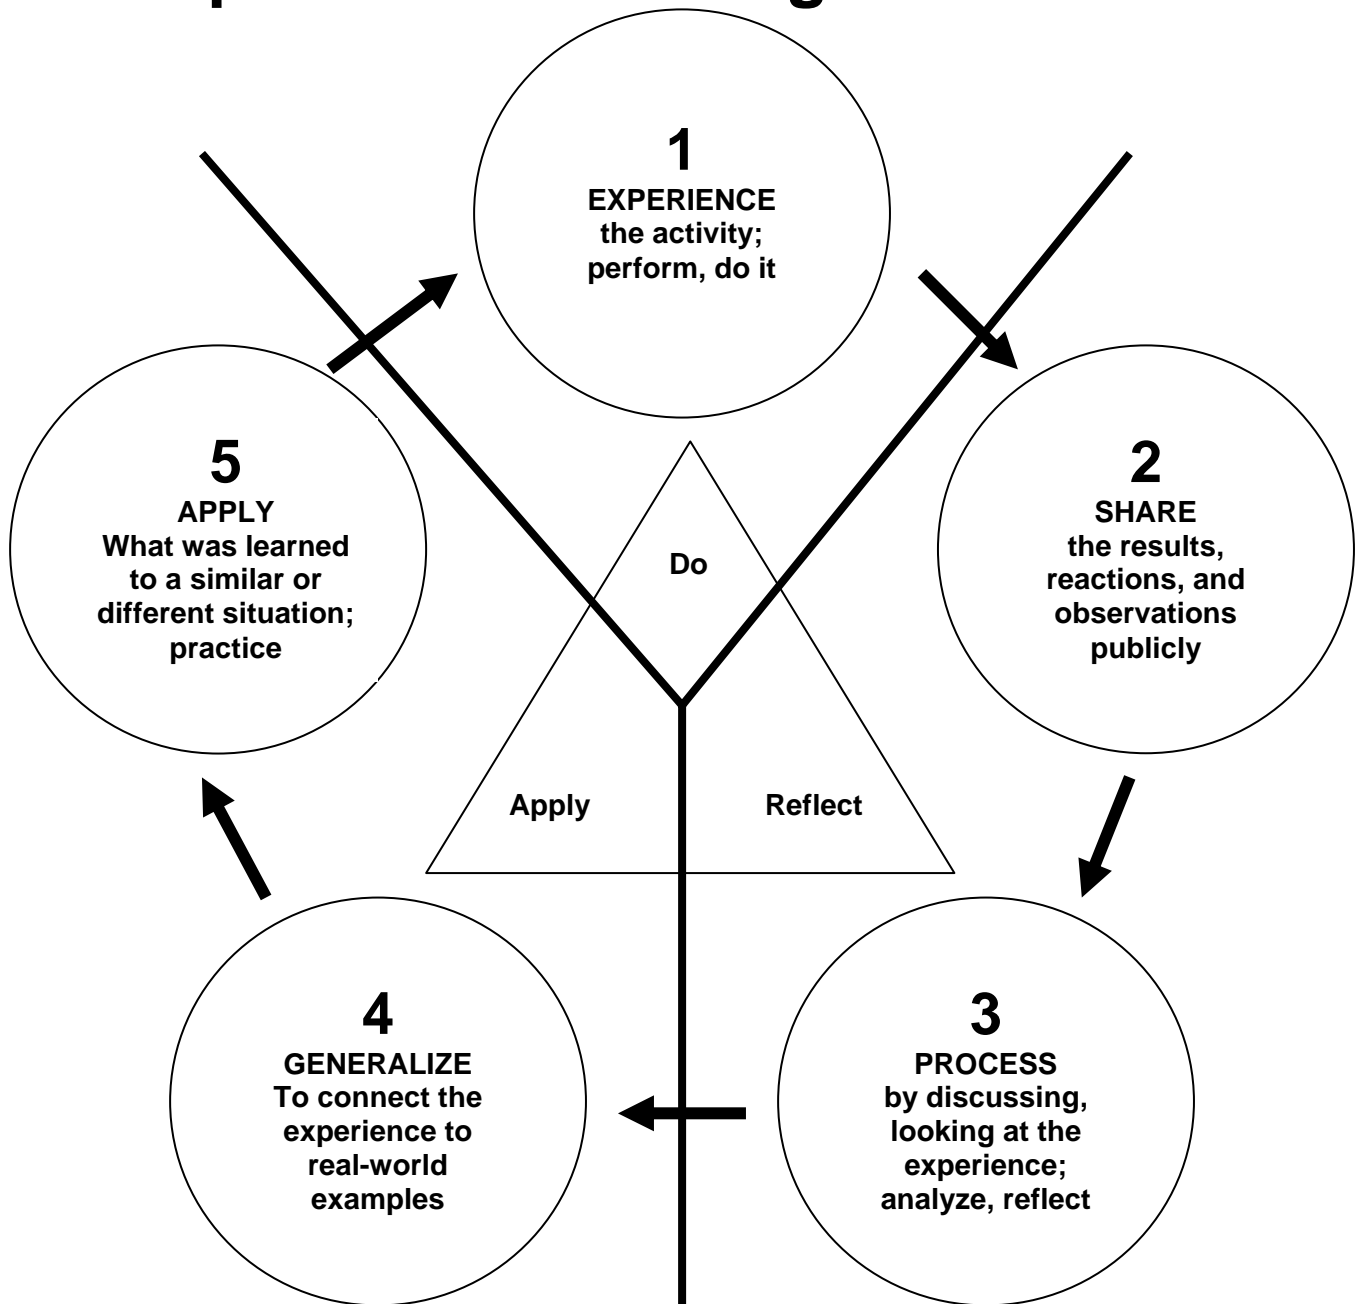 1
EXPERIENCE
the activity;
perform, do it
5
APPLY
What was learned
to a similar or
different situation;
practice
2
SHARE
the results,
reactions, and
observations
publicly
Do
Apply
Reflect
4
GENERALIZE
To connect the
experience to
real-world
examples
3
PROCESS
by discussing,
looking at the
experience;
analyze, reflect